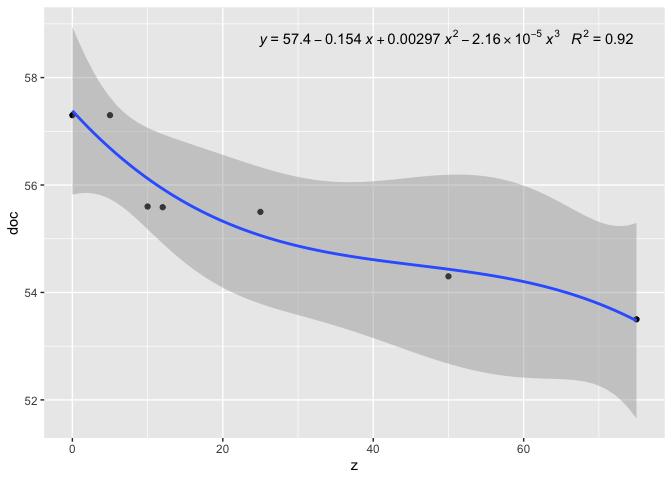 y = 57.4 − 0.154 x + 0.00297 x² − 2.16 × 10⁻⁵ x³ R² = 0.92
58
56
54
52
doc
0 20 40 60
z